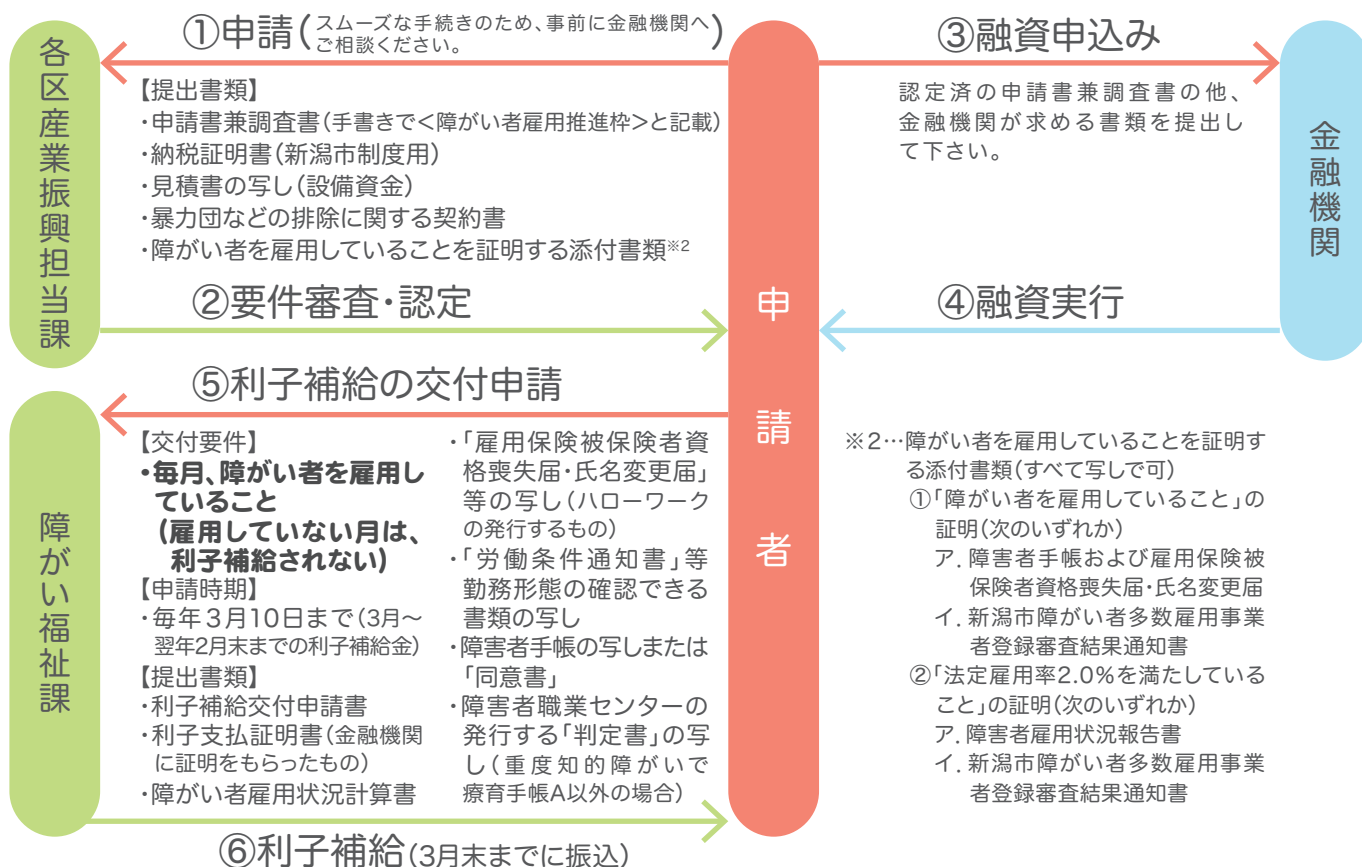 各区産業振興担当課
①申請(スムーズな手続きのため、事前に金融機関へ
ご相談ください。)
【提出書類】
・申請書兼調査書(手書きで<障がい者雇用推進枠>と記載)
・納税証明書(新潟市制度用)
・見積書の写し(設備資金)
・暴力団などの排除に関する契約書
・障がい者を雇用していることを証明する添付書類※2
②要件審査・認定
申請者
③融資申込み
認定済の申請書兼調査書の他、
金融機関が求める書類を提出し
て下さい。
④融資実行
金融機関
障がい福祉課
⑤利子補給の交付申請
【交付要件】
・毎月、障がい者を雇用し
ていること
(雇用していない月は、
利子補給されない)
【申請時期】
・毎年3月10日まで(3月〜
翌年2月末までの利子補給金)
【提出書類】
・利子補給交付申請書
・利子支払証明書(金融機関
に証明をもらったもの)
・障がい者雇用状況計算書
・「雇用保険被保険者資
格喪失届・氏名変更届」
等の写し(ハローワーク
の発行するもの)
・「労働条件通知書」等
勤務形態の確認できる
書類の写し
・障害者手帳の写しまたは
「同意書」
・障害者職業センターの
発行する「判定書」の写
し(重度知的障がいで
療育手帳A以外の場合)
⑥利子補給(3月末までに振込)
※2…障がい者を雇用していることを証明す
る添付書類(すべて写しで可)
①「障がい者を雇用していること」の
証明(次のいずれか)
ア.障害者手帳および雇用保険被
保険者資格喪失届・氏名変更届
イ.新潟市障がい者多数雇用事業
者登録審査結果通知書
②「法定雇用率2.0%を満たしている
こと」の証明(次のいずれか)
ア.障害者雇用状況報告書
イ.新潟市障がい者多数雇用事業
者登録審査結果通知書